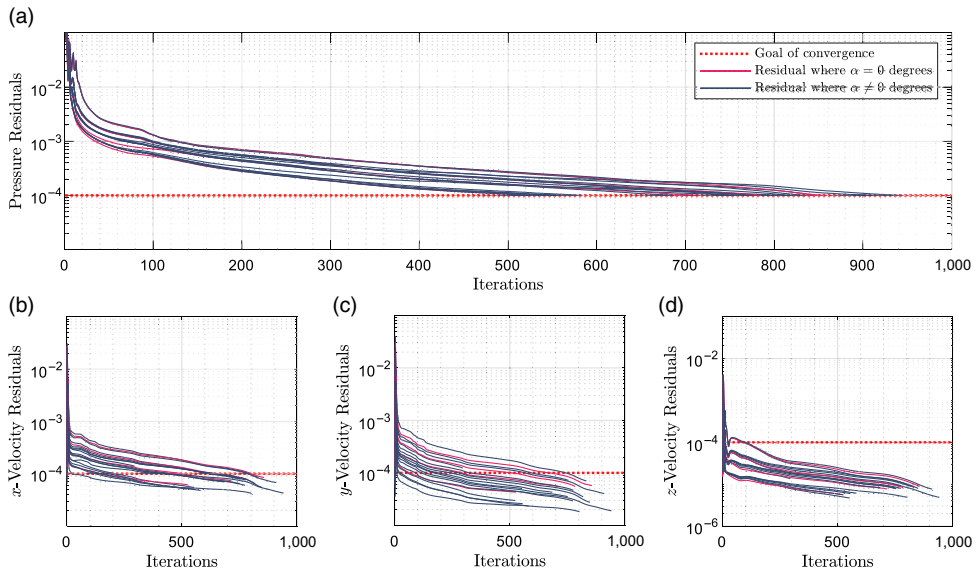 (a)
Pressure Residuals
10^-2
10^-3
10^-4
Goal of convergence
Residual where α = 0 degrees
Residual where α ≠ 0 degrees
0 100 200 300 400 500 600 700 800 900 1,000
Iterations
(b)
x-Velocity Residuals
10^-2
10^-3
10^-4
0 500 1,000
Iterations
(c)
y-Velocity Residuals
10^-2
10^-3
10^-4
0 500 1,000
Iterations
(d)
z-Velocity Residuals
10^-2
10^-4
10^-6
0 500 1,000
Iterations